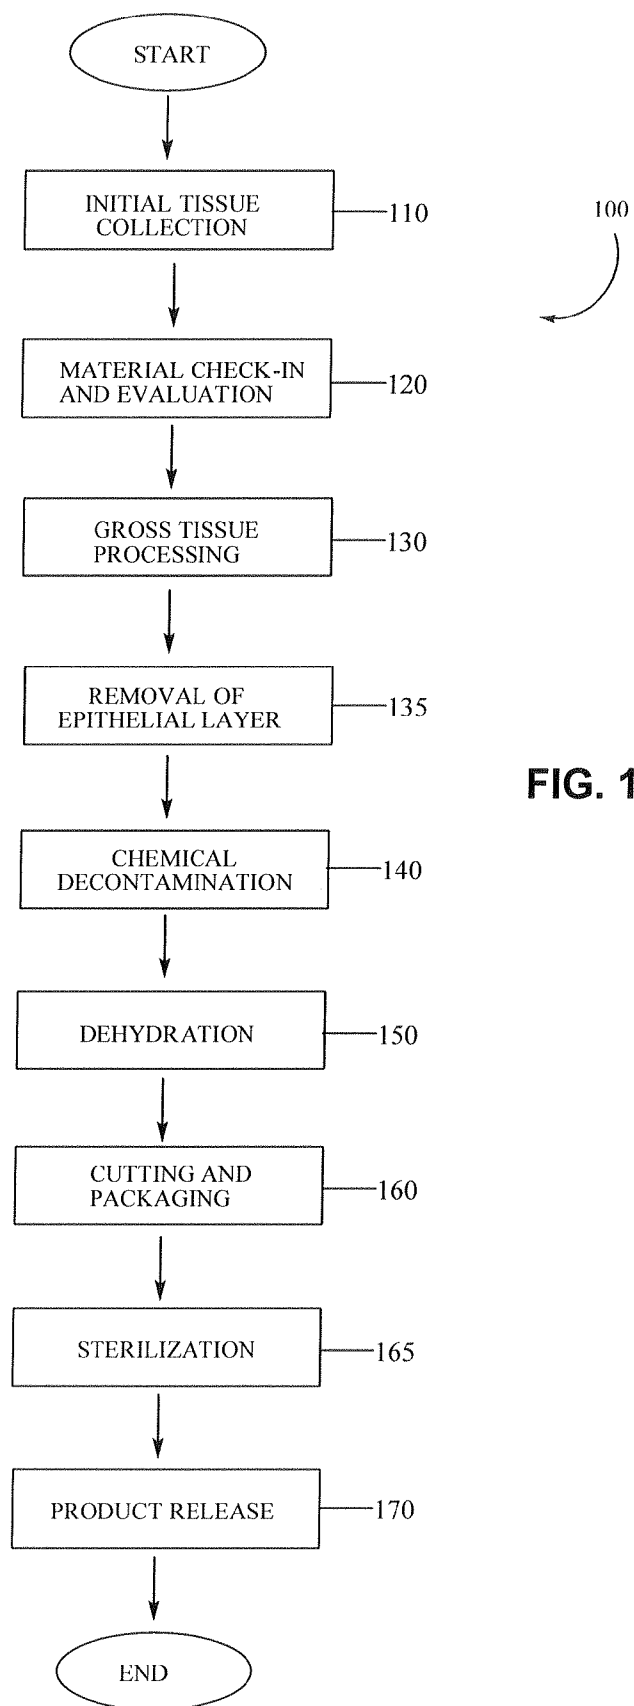 START
INITIAL TISSUE
COLLECTION
110
100
MATERIAL CHECK-IN
AND EVALUATION
120
GROSS TISSUE
PROCESSING
130
REMOVAL OF
EPITHELIAL LAYER
135
FIG. 1
CHEMICAL
DECONTAMINATION
140
DEHYDRATION
150
CUTTING AND
PACKAGING
160
STERILIZATION
165
PRODUCT RELEASE
170
END